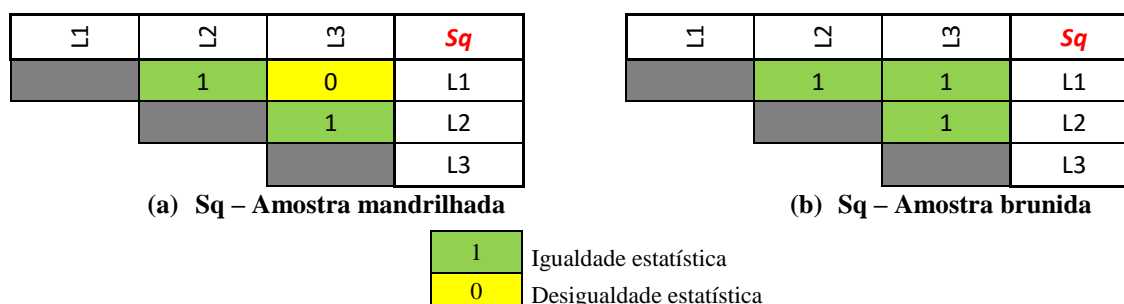 L1 L2 L3 Sq L1 L2 L3 Sq
1 0 L1 1 1 L1
1 L2 1 L2
L3 L3
(a) Sq – Amostra mandrilhada (b) Sq – Amostra brunida
1 Igualdade estatística
0 Desigualdade estatística